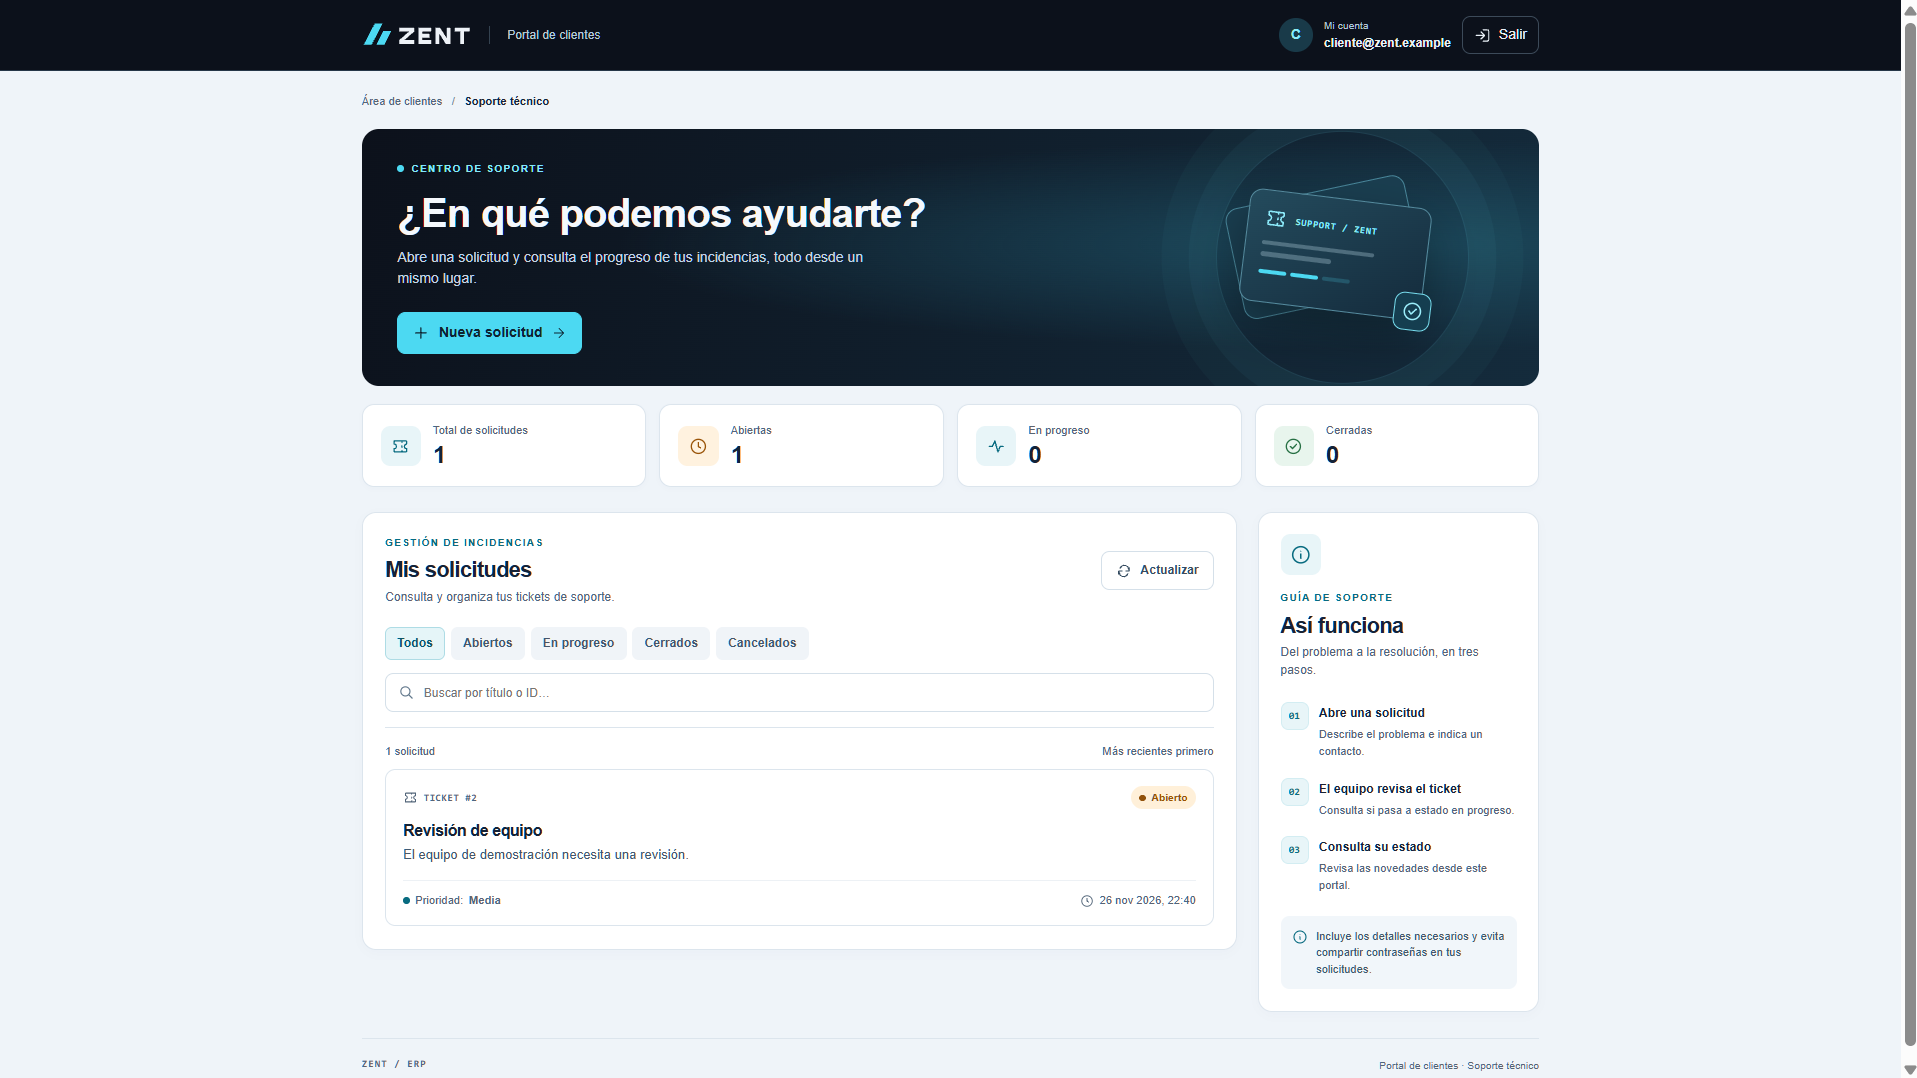 ZENT
Portal de clientes
C
Mi cuenta
cliente@zent.example
Salir
Área de clientes / Soporte técnico
CENTRO DE SOPORTE
¿En qué podemos ayudarte?
Abre una solicitud y consulta el progreso de tus incidencias, todo desde un
mismo lugar.
Nueva solicitud
SUPPORT / ZENT
Total de solicitudes
1
Abiertas
1
En progreso
0
Cerradas
0
GESTIÓN DE INCIDENCIAS
Mis solicitudes
Consulta y organiza tus tickets de soporte.
Actualizar
Todos
Abiertos
En progreso
Cerrados
Cancelados
Buscar por título o ID...
1 solicitud
Más recientes primero
TICKET #2
Abierto
Revisión de equipo
El equipo de demostración necesita una revisión.
Prioridad: Media
26 nov 2026, 22:40
GUÍA DE SOPORTE
Así funciona
Del problema a la resolución, en tres
pasos.
01
Abre una solicitud
Describe el problema e indica un
contacto.
02
El equipo revisa el ticket
Consulta si pasa a estado en progreso.
03
Consulta su estado
Revisa las novedades desde este
portal.
Incluye los detalles necesarios y evita
compartir contraseñas en tus
solicitudes.
ZENT / ERP
Portal de clientes · Soporte técnico